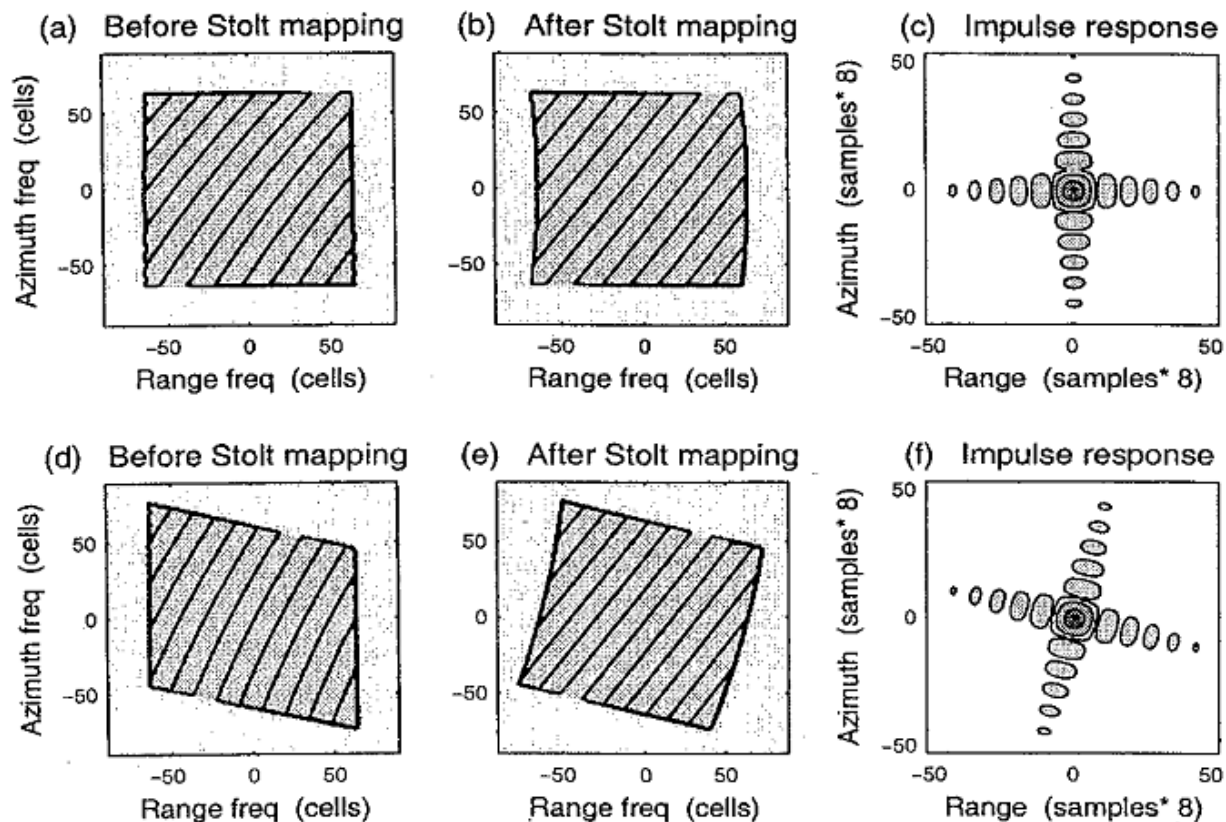 (a) Before Stolt mapping
Azimuth freq (cells)
50
0
-50
-50 0 50
Range freq (cells)
(b) After Stolt mapping
50
0
-50
-50 0 50
Range freq (cells)
(c) Impulse response
Azimuth (samples* 8)
50
0
-50
-50 0 50
Range (samples* 8)
(d) Before Stolt mapping
Azimuth freq (cells)
50
0
-50
-50 0 50
Range freq (cells)
(e) After Stolt mapping
50
0
-50
-50 0 50
Range freq (cells)
(f) Impulse response
Azimuth (samples* 8)
50
0
-50
-50 0 50
Range (samples* 8)